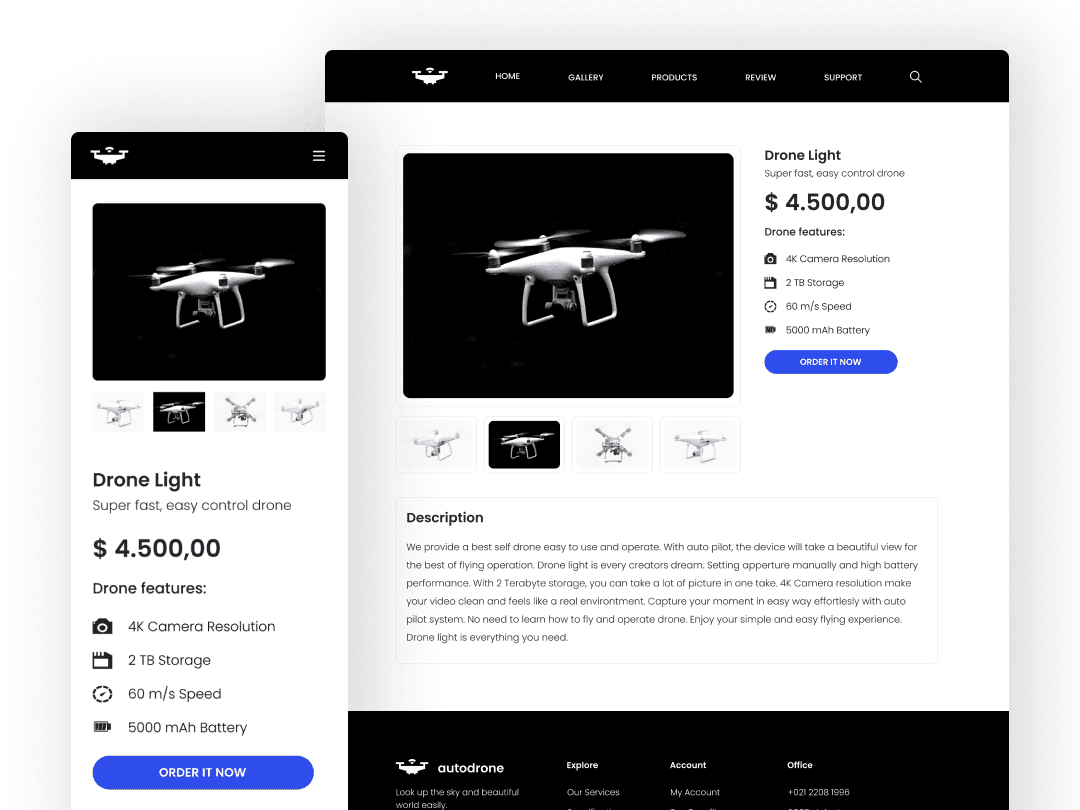 HOME
GALLERY
PRODUCTS
REVIEW
SUPPORT
Drone Light
Super fast, easy control drone
$ 4.500,00
Drone features:
4K Camera Resolution
2 TB Storage
60 m/s Speed
5000 mAh Battery
ORDER IT NOW
Description
We provide a best self drone easy to use and operate. With auto pilot, the device will take a beautiful view for
the best of flying operation. Drone light is every creators dream. Setting apperture manually and high battery
performance. With 2 Terabyte storage, you can take a lot of picture in one take. 4K Camera resolution make
your video clean and feels like a real environtment. Capture your moment in easy way effortlesly with auto
pilot system. No need to learn how to fly and operate drone. Enjoy your simple and easy flying experience.
Drone light is everything you need.
autodrone
Look up the sky and beautiful
world easily.
Explore
Our Services
Account
My Account
Office
+021 2208 1996
Drone Light
Super fast, easy control drone
$ 4.500,00
Drone features:
4K Camera Resolution
2 TB Storage
60 m/s Speed
5000 mAh Battery
ORDER IT NOW